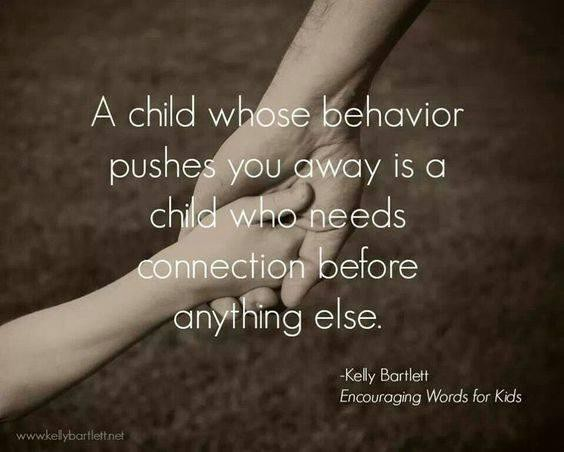 A child whose behavior
pushes you away is a
child who needs
connection before
anything else.
-Kelly Bartlett
Encouraging Words for Kids
www.kellybartlett.net